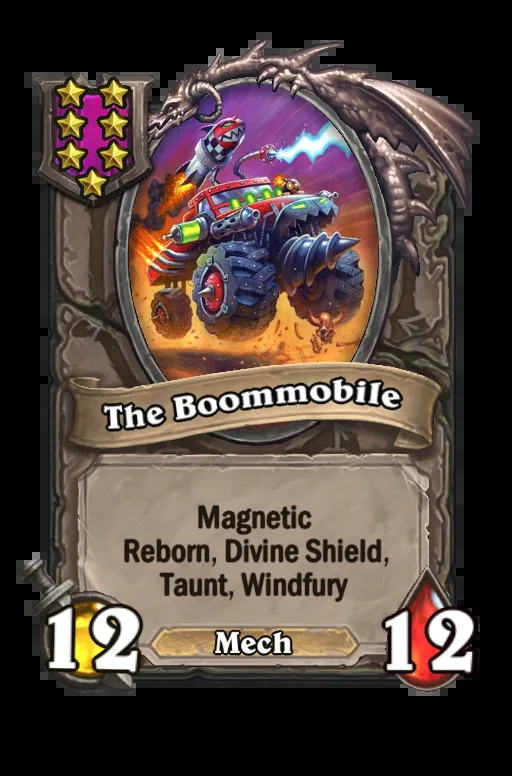 The Boommobile
Magnetic
Reborn, Divine Shield,
Taunt, Windfury
12
Mech
12